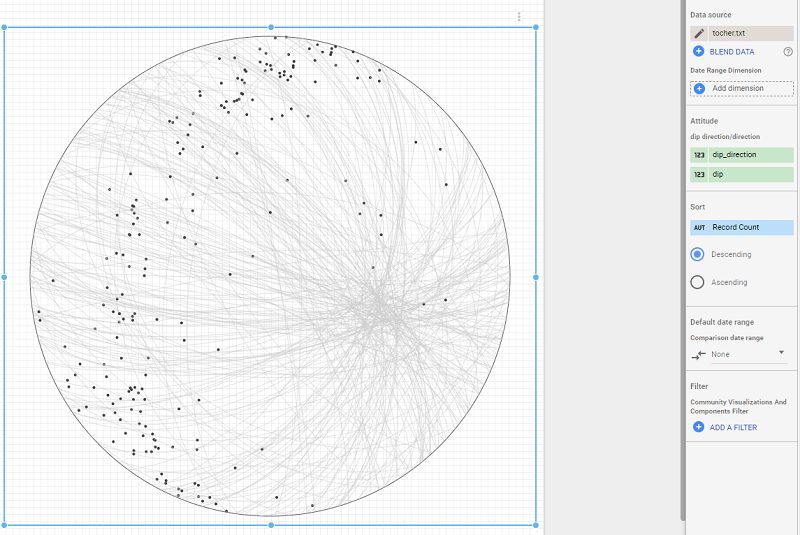 Data source
tocher.txt
BLEND DATA
Date Range Dimension
Add dimension
Attitude
dip direction/direction
123 dip_direction
123 dip
Sort
AUT Record Count
Descending
Ascending
Default date range
Comparison date range
None
Filter
Community Visualizations And
Components Filter
ADD A FILTER